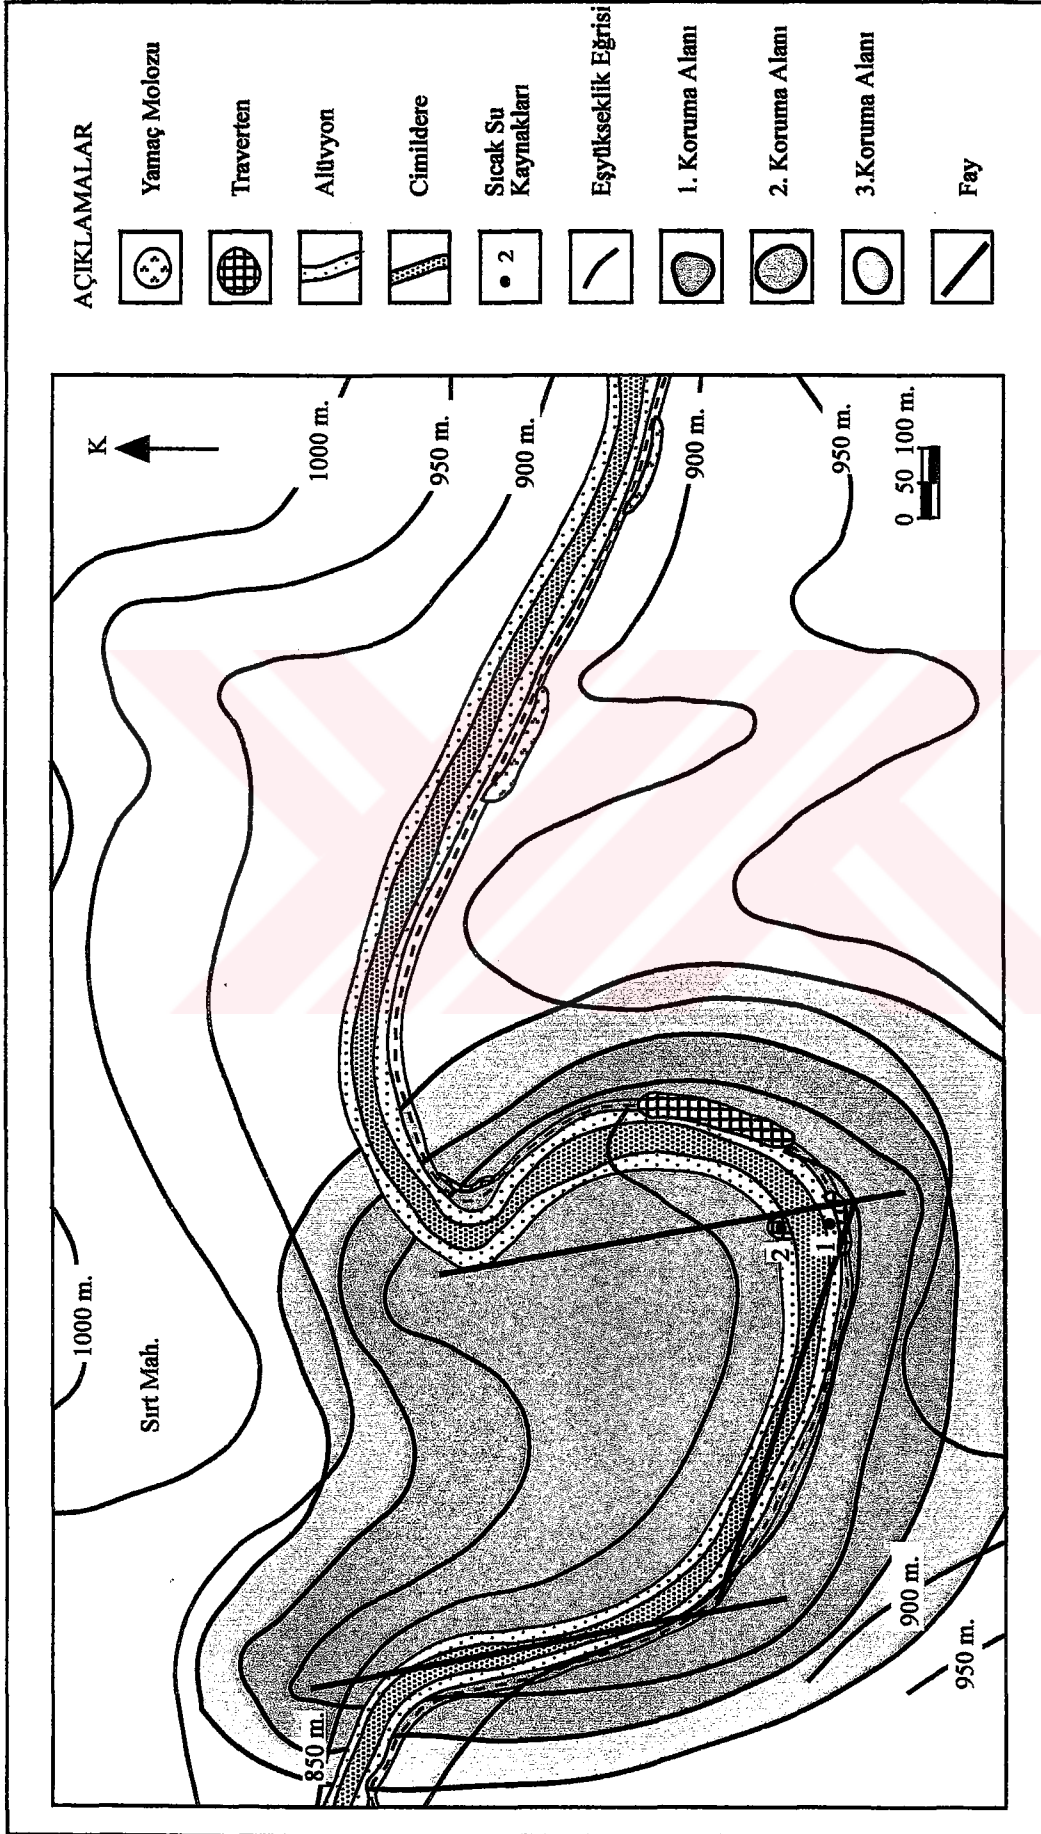 AÇIKLAMALAR
Yamaç Molozu
Traverten
Alüvyon
Cimildere
2
Sıcak Su
Kaynakları
Eşyükseklik Eğrisi
1. Koruma Alanı
2. Koruma Alanı
3.Koruma Alanı
Fay
K
1000 m.
950 m.
900 m.
900 m.
950 m.
0 50 100 m.
1000 m.
Sırt Mah.
2
1
850 m.
900 m.
950 m.